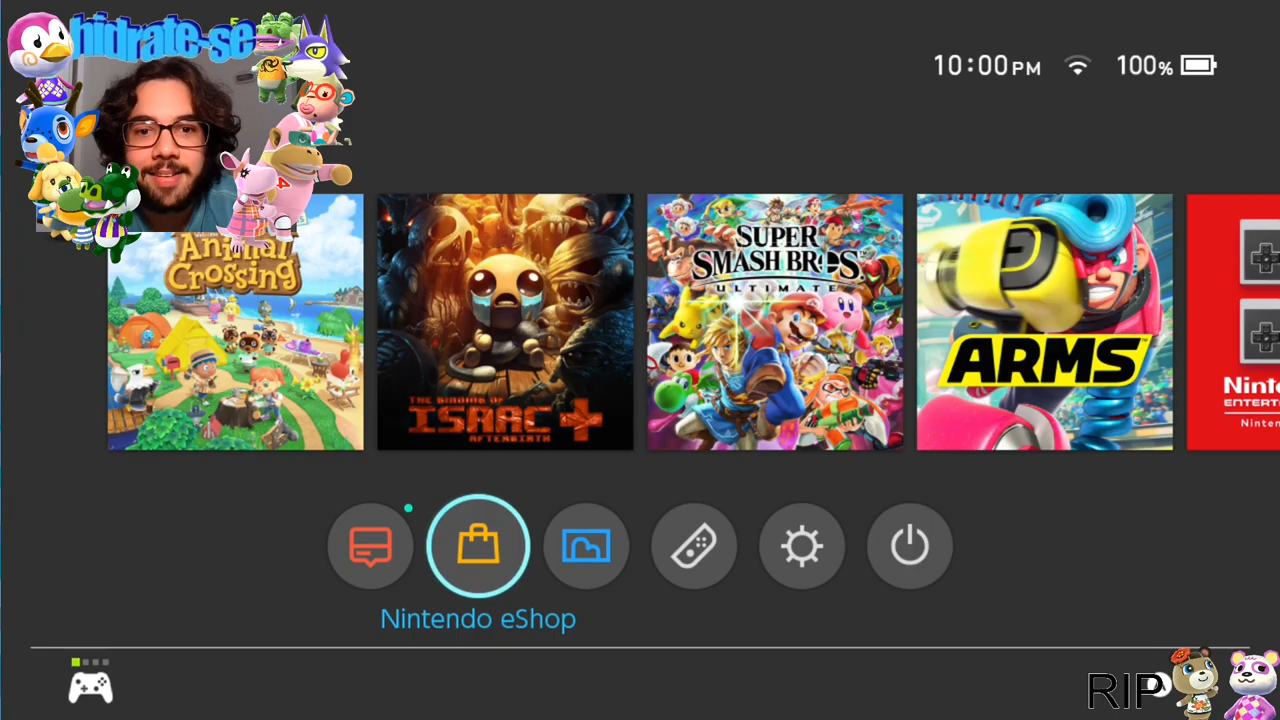 hidrate-se
10:00PM 100%
Animal
Crossing
THE BINDING OF
ISAAC +
AFTERBIRTH
SUPER
SMASH BROS.
ULTIMATE
ARMS™
Nintendo eShop
RIP